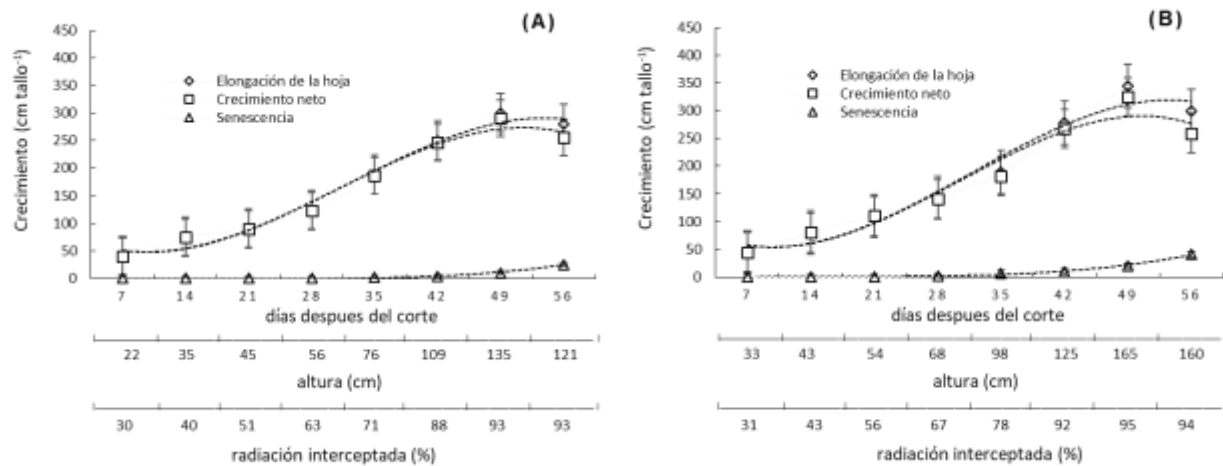 (A)
Crecimiento (cm tallo⁻¹)
450
400
350
300
250
200
150
100
50
0
Elongación de la hoja
Crecimiento neto
Senescencia
7 14 21 28 35 42 49 56
días despues del corte
22 35 45 56 76 109 135 121
altura (cm)
30 40 51 63 71 88 93 93
radiación interceptada (%)
(B)
Crecimiento (cm tallo⁻¹)
450
400
350
300
250
200
150
100
50
0
Elongación de la hoja
Crecimiento neto
Senescencia
7 14 21 28 35 42 49 56
días despues del corte
33 43 54 68 98 125 165 160
altura (cm)
31 43 56 67 78 92 95 94
radiación interceptada (%)